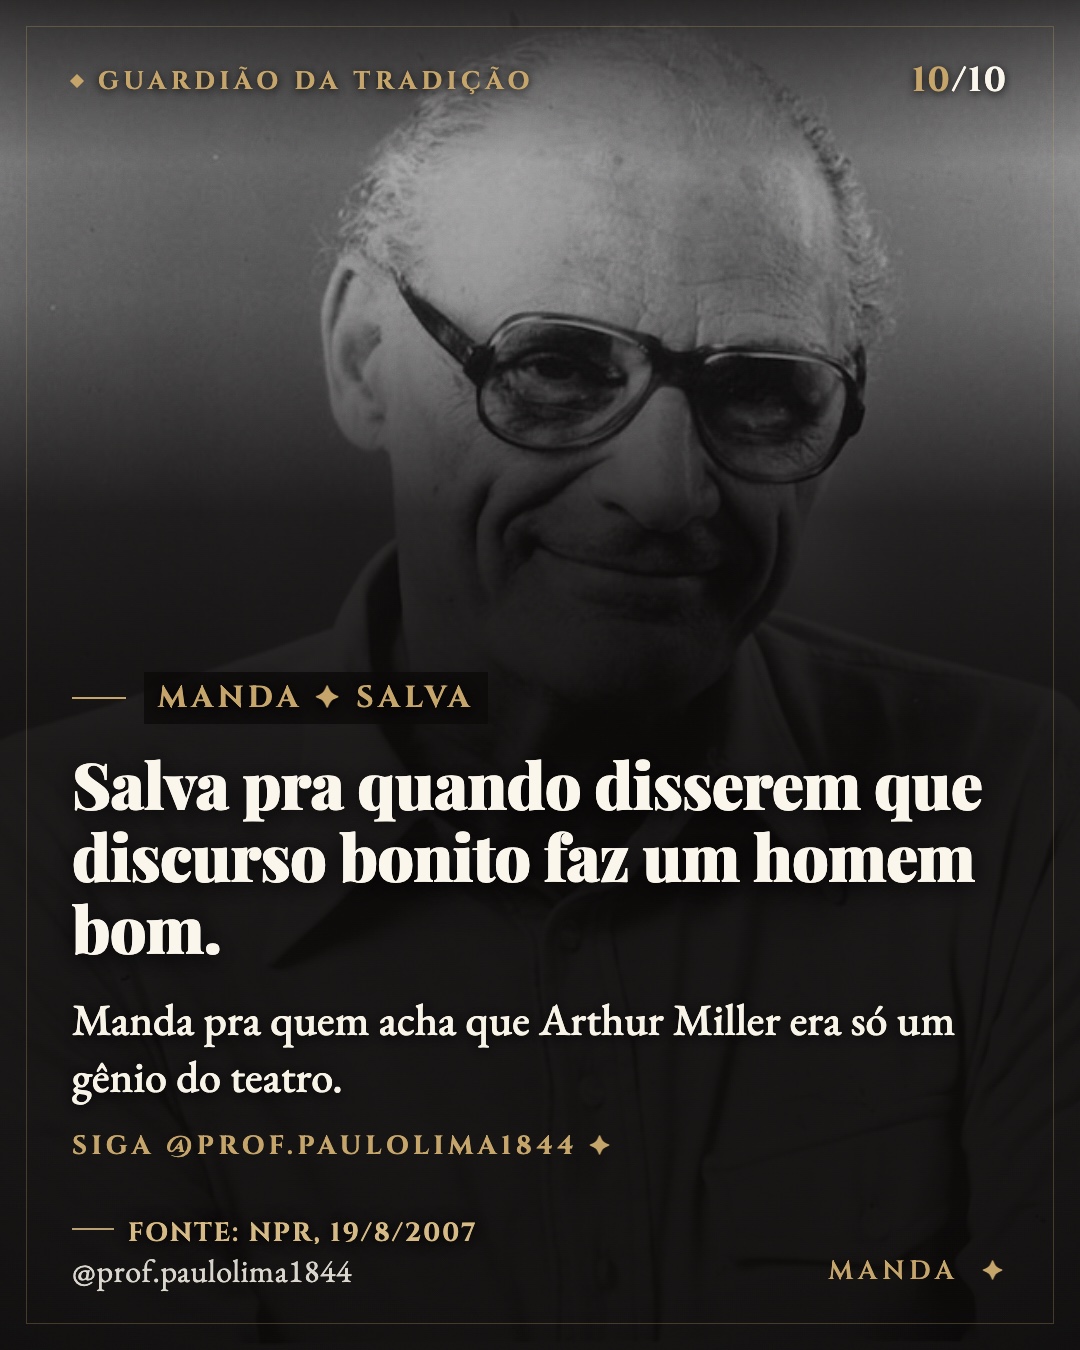 GUARDIÃO DA TRADIÇÃO
10/10
MANDA ✦ SALVA
Salva pra quando disserem que
discurso bonito faz um homem
bom.
Manda pra quem acha que Arthur Miller era só um
gênio do teatro.
SIGA @PROF.PAULOLIMA1844 ✦
FONTE: NPR, 19/8/2007
@prof.paulolima1844
MANDA ✦